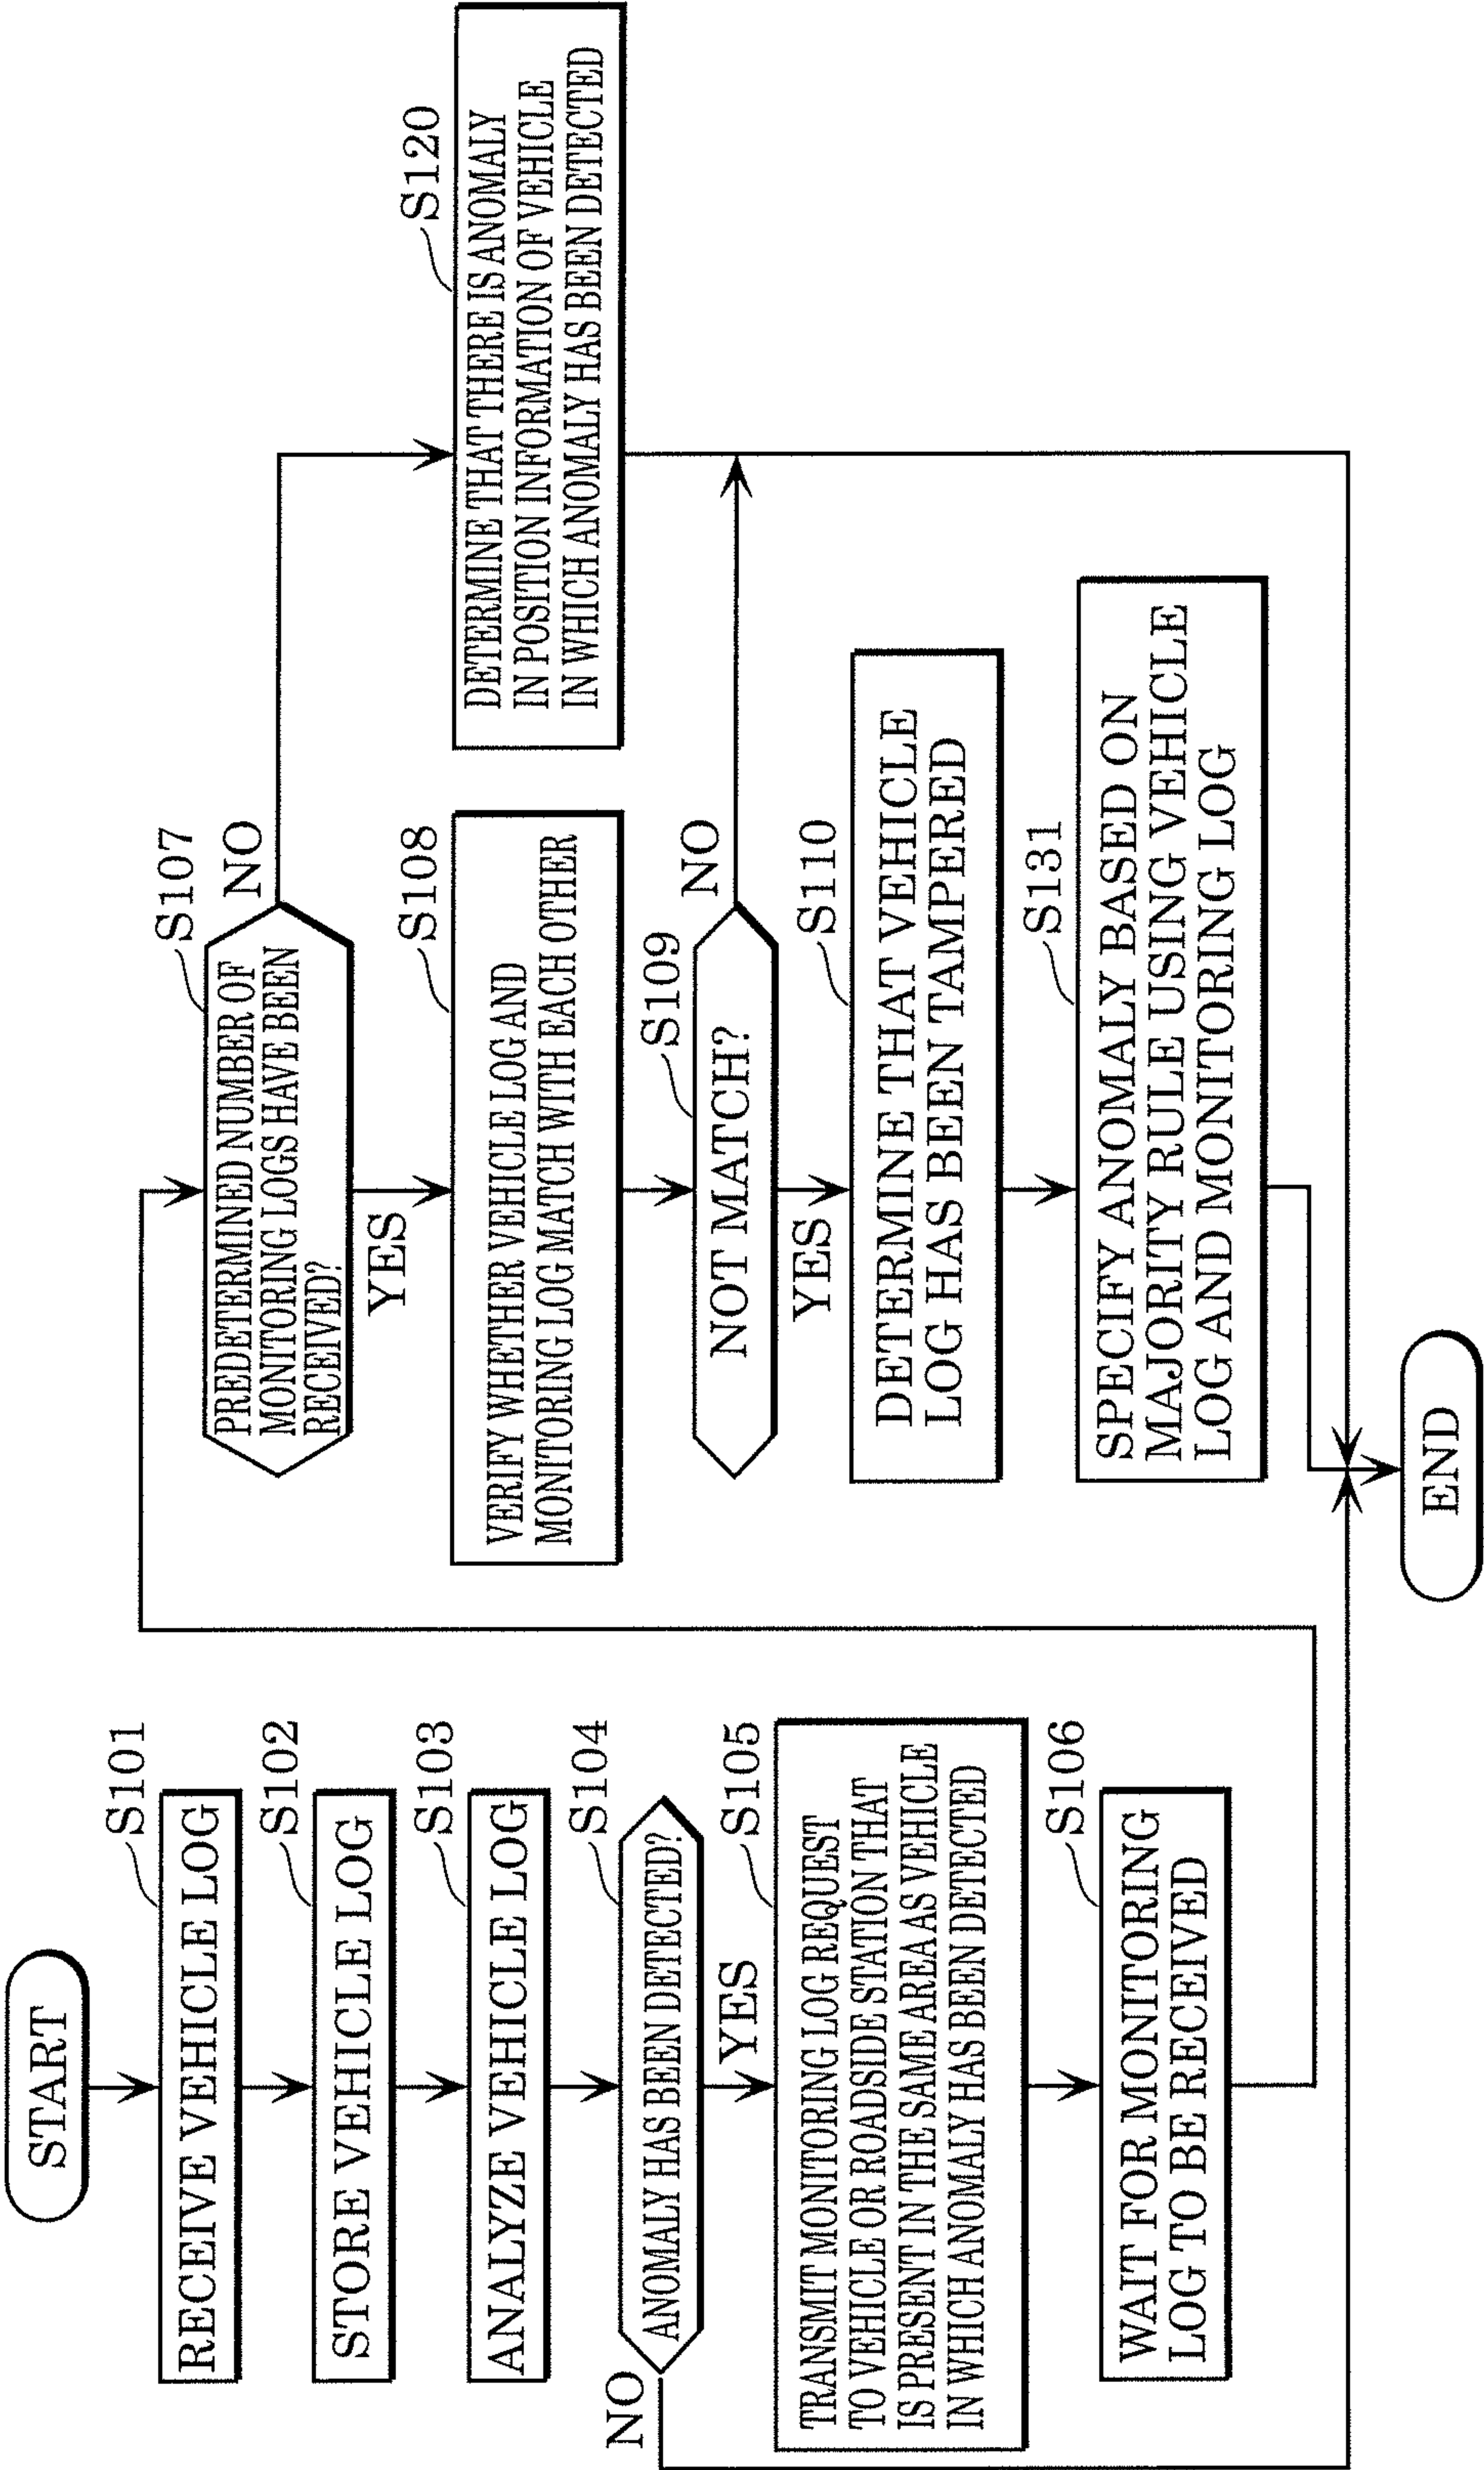 START
S101
RECEIVE VEHICLE LOG
S102
STORE VEHICLE LOG
S103
ANALYZE VEHICLE LOG
S104
ANOMALY HAS BEEN DETECTED?
NO
YES
S105
TRANSMIT MONITORING LOG REQUEST
TO VEHICLE OR ROADSIDE STATION THAT
IS PRESENT IN THE SAME AREA AS VEHICLE
IN WHICH ANOMALY HAS BEEN DETECTED
S106
WAIT FOR MONITORING
LOG TO BE RECEIVED
S107
PREDETERMINED NUMBER OF
MONITORING LOGS HAVE BEEN
RECEIVED?
NO
YES
S120
DETERMINE THAT THERE IS ANOMALY
IN POSITION INFORMATION OF VEHICLE
IN WHICH ANOMALY HAS BEEN DETECTED
S108
VERIFY WHETHER VEHICLE LOG AND
MONITORING LOG MATCH WITH EACH OTHER
S109
NOT MATCH?
NO
YES
S110
DETERMINE THAT VEHICLE
LOG HAS BEEN TAMPERED
S131
SPECIFY ANOMALY BASED ON
MAJORITY RULE USING VEHICLE
LOG AND MONITORING LOG
END